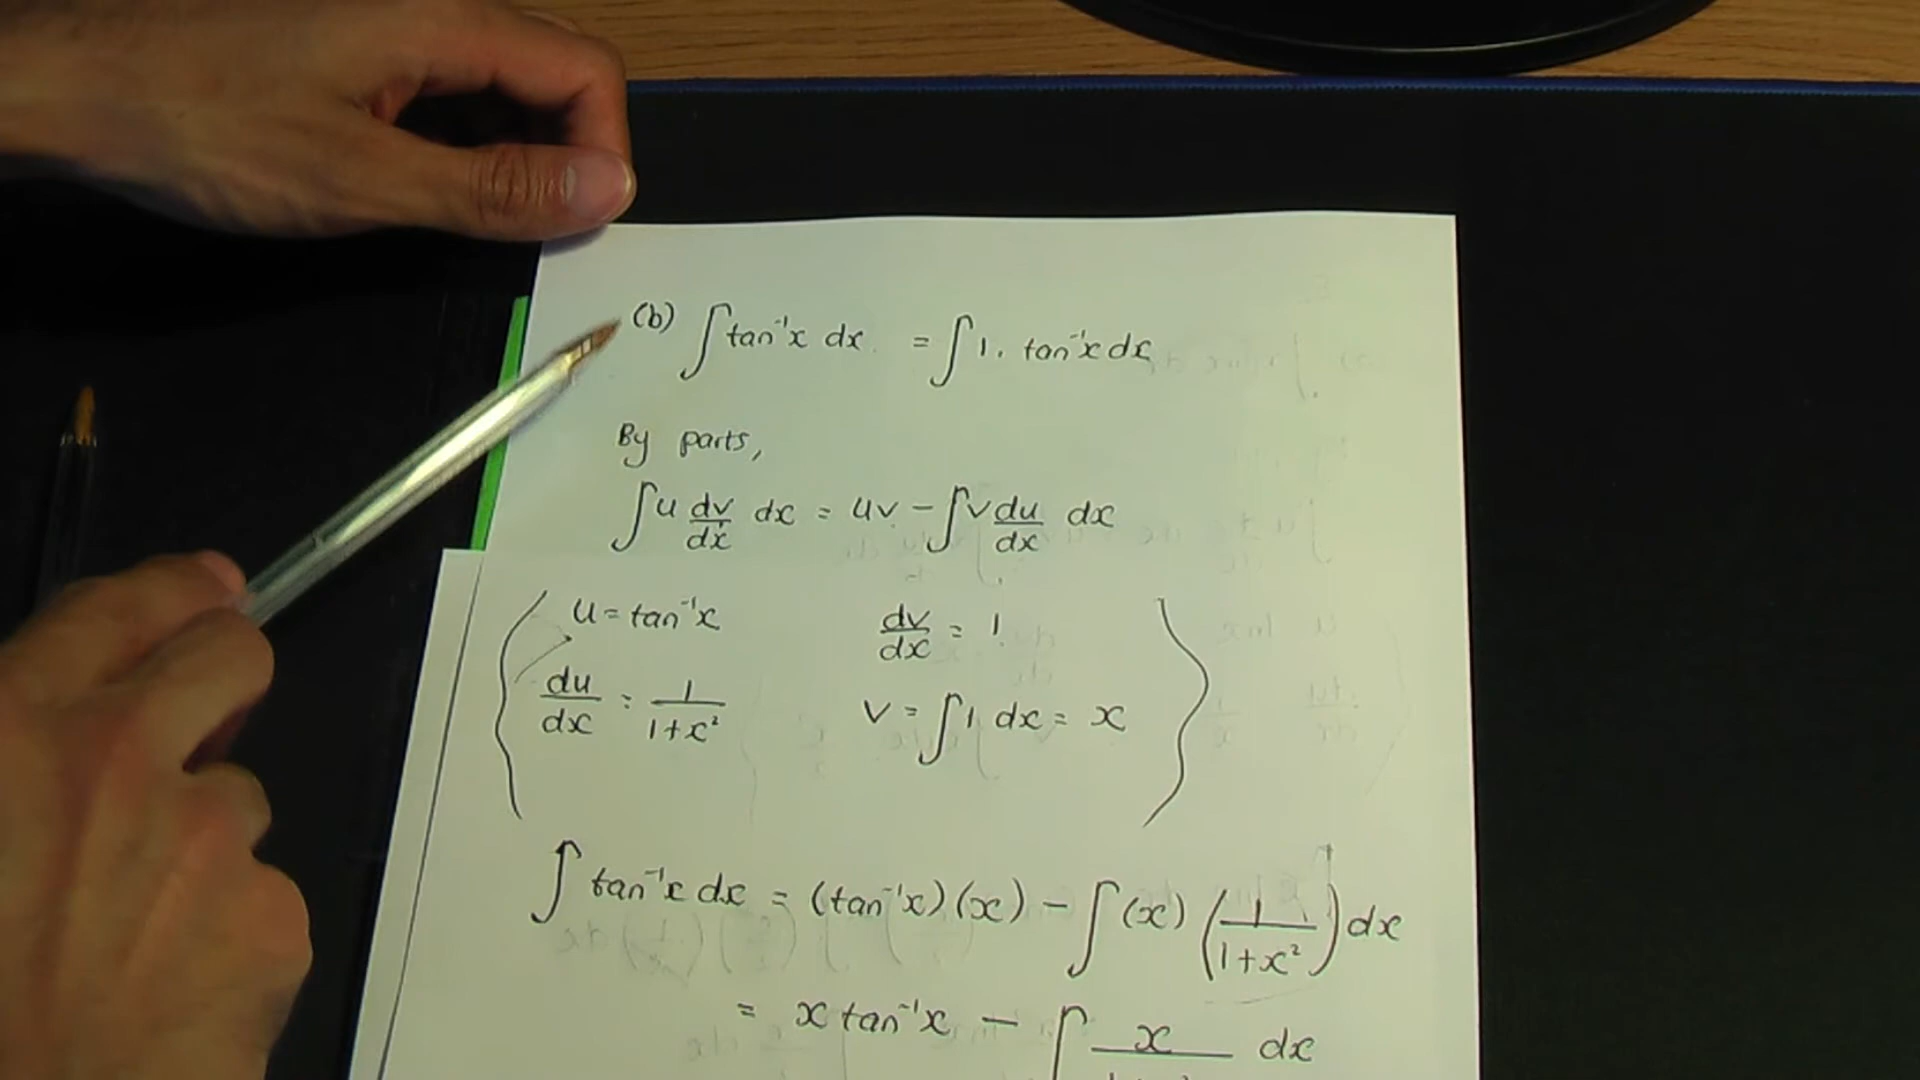 (b) ∫ tan⁻¹x dx = ∫ 1. tan⁻¹x dx
By parts,
∫ u dv/dx dx = uv - ∫ v du/dx dx
u = tan⁻¹x dv/dx = 1
du/dx = 1/(1+x²) v = ∫ 1 dx = x
∫ tan⁻¹x dx = (tan⁻¹x)(x) - ∫ (x) (1/(1+x²)) dx
= x tan⁻¹x - ∫ x/ dx